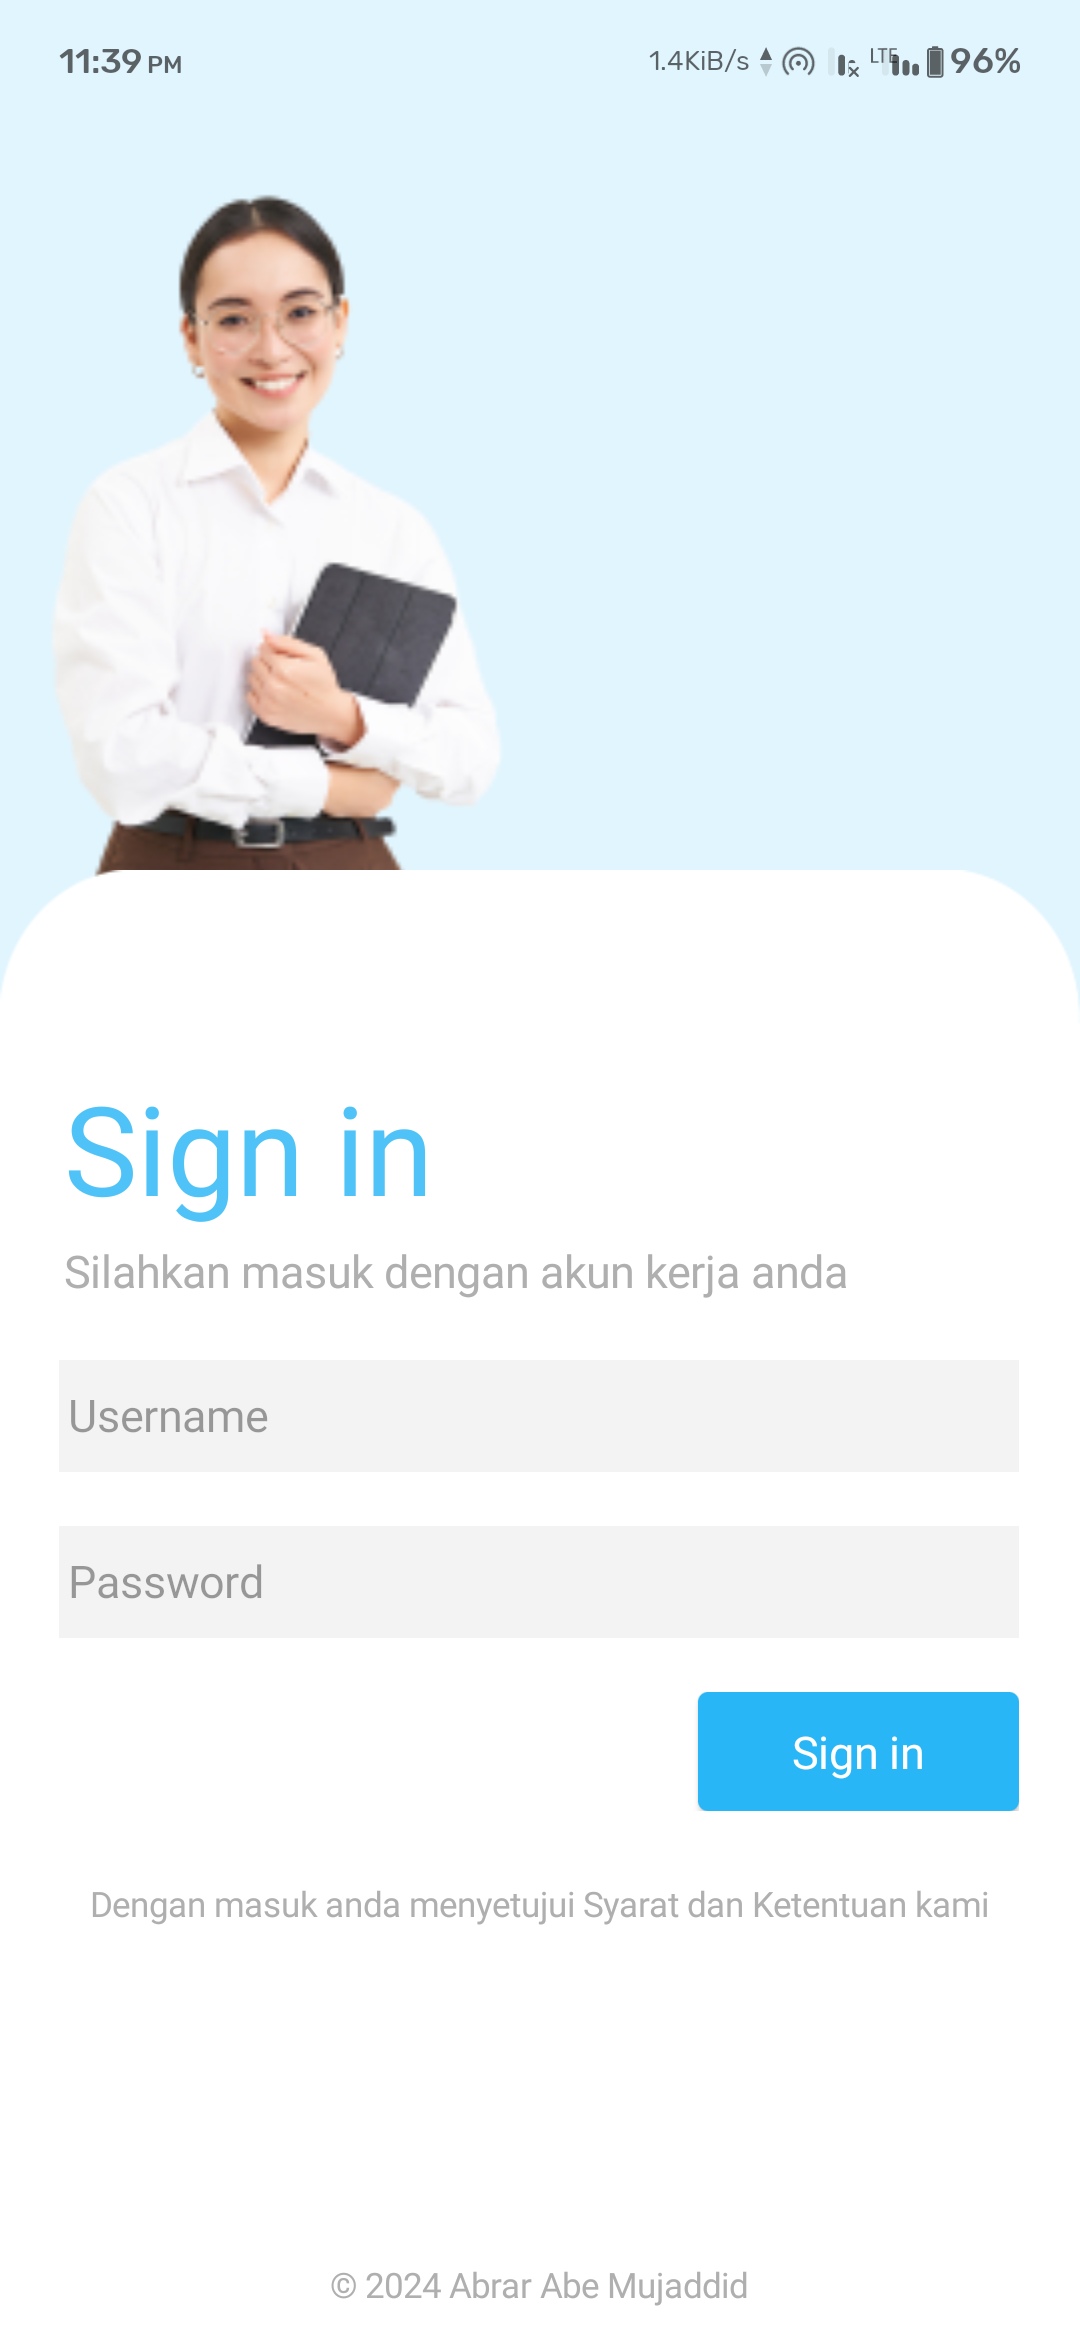 11:39 PM 1.4KiB/s LTE 96%
Sign in
Silahkan masuk dengan akun kerja anda
Username
Password
Sign in
Dengan masuk anda menyetujui Syarat dan Ketentuan kami
© 2024 Abrar Abe Mujaddid